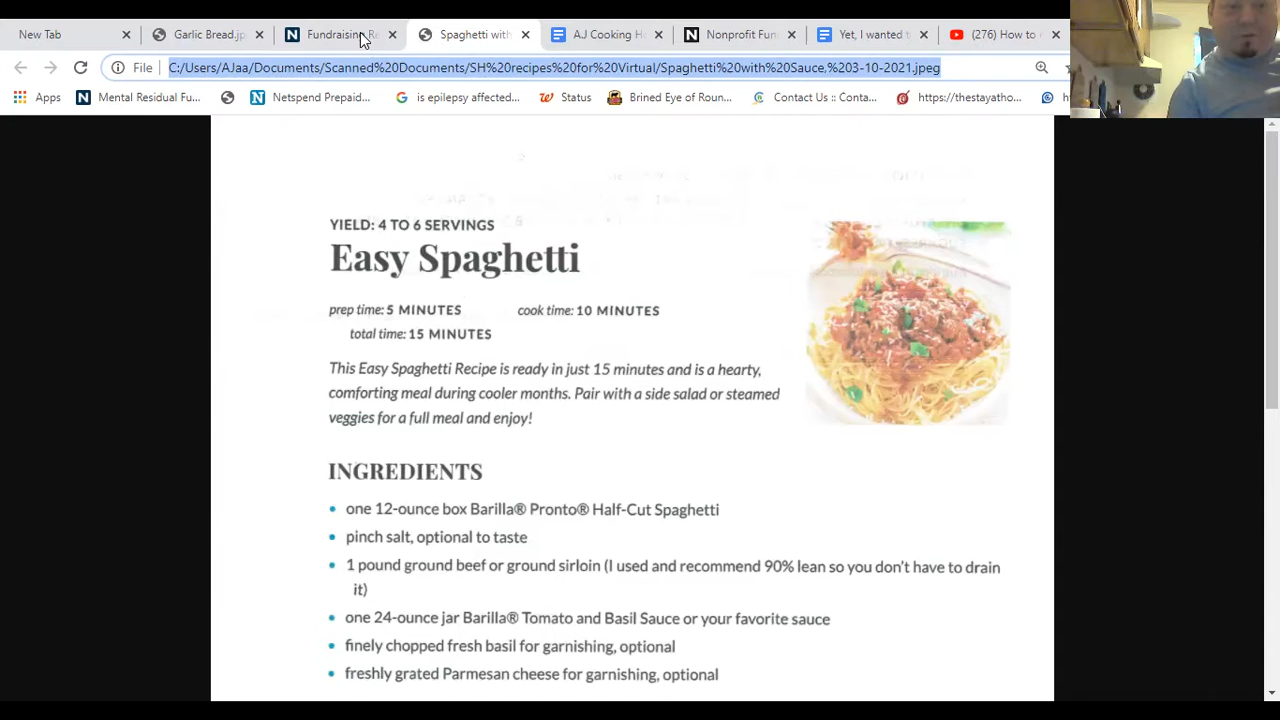 New Tab
Garlic Bread.jp
Fundraising
Spaghetti with
AJ Cooking H
Nonprofit Fun
Yet, I wanted t
(276) How to
File
C:/Users/AJaa/Documents/Scanned%20Documents/SH%20recipes%20for%20Virtual/Spaghetti%20with%20Sauce,%203-10-2021.jpeg
Apps
Mental Residual Fu...
Netspend Prepaid...
is epilepsy affected...
Status
Brined Eye of Roun...
Contact Us :: Conta...
https://thestayatho...
YIELD: 4 TO 6 SERVINGS
Easy Spaghetti
prep time: 5 MINUTES cook time: 10 MINUTES
total time: 15 MINUTES
This Easy Spaghetti Recipe is ready in just 15 minutes and is a hearty,
comforting meal during cooler months. Pair with a side salad or steamed
veggies for a full meal and enjoy!
INGREDIENTS
• one 12-ounce box Barilla® Pronto® Half-Cut Spaghetti
• pinch salt, optional to taste
• 1 pound ground beef or ground sirloin (I used and recommend 90% lean so you don't have to drain
it)
• one 24-ounce jar Barilla® Tomato and Basil Sauce or your favorite sauce
• finely chopped fresh basil for garnishing, optional
• freshly grated Parmesan cheese for garnishing, optional